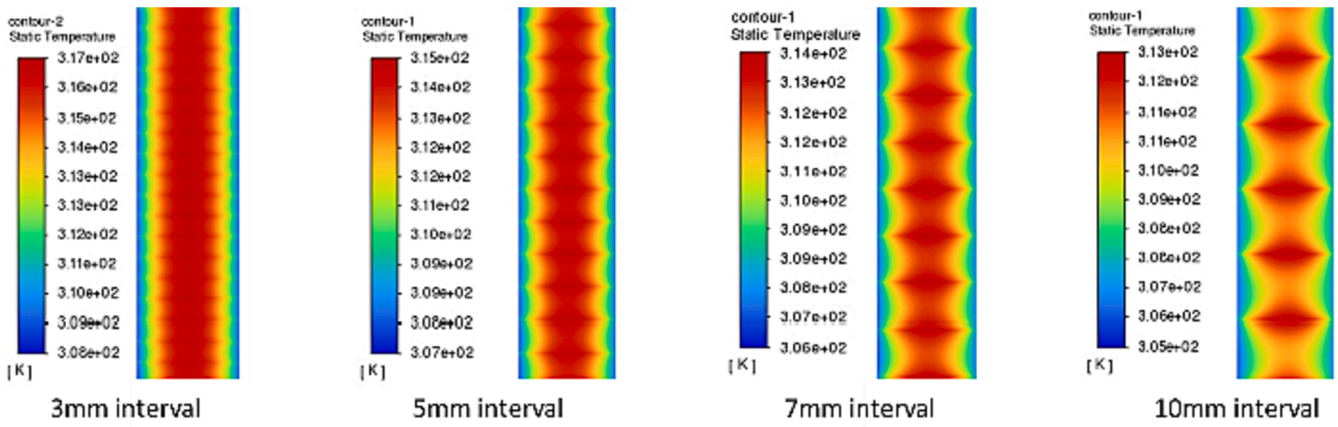 contour-2
Static Temperature
3.17e+02
3.16e+02
3.15e+02
3.14e+02
3.13e+02
3.13e+02
3.12e+02
3.11e+02
3.10e+02
3.09e+02
3.08e+02
[ K ]
3mm interval
contour-1
Static Temperature
3.15e+02
3.14e+02
3.13e+02
3.12e+02
3.12e+02
3.11e+02
3.10e+02
3.09e+02
3.09e+02
3.08e+02
3.07e+02
[ K ]
5mm interval
contour-1
Static Temperature
3.14e+02
3.13e+02
3.12e+02
3.12e+02
3.11e+02
3.10e+02
3.09e+02
3.09e+02
3.08e+02
3.07e+02
3.06e+02
[ K ]
7mm interval
contour-1
Static Temperature
3.13e+02
3.12e+02
3.11e+02
3.11e+02
3.10e+02
3.09e+02
3.08e+02
3.08e+02
3.07e+02
3.06e+02
3.05e+02
[ K ]
10mm interval